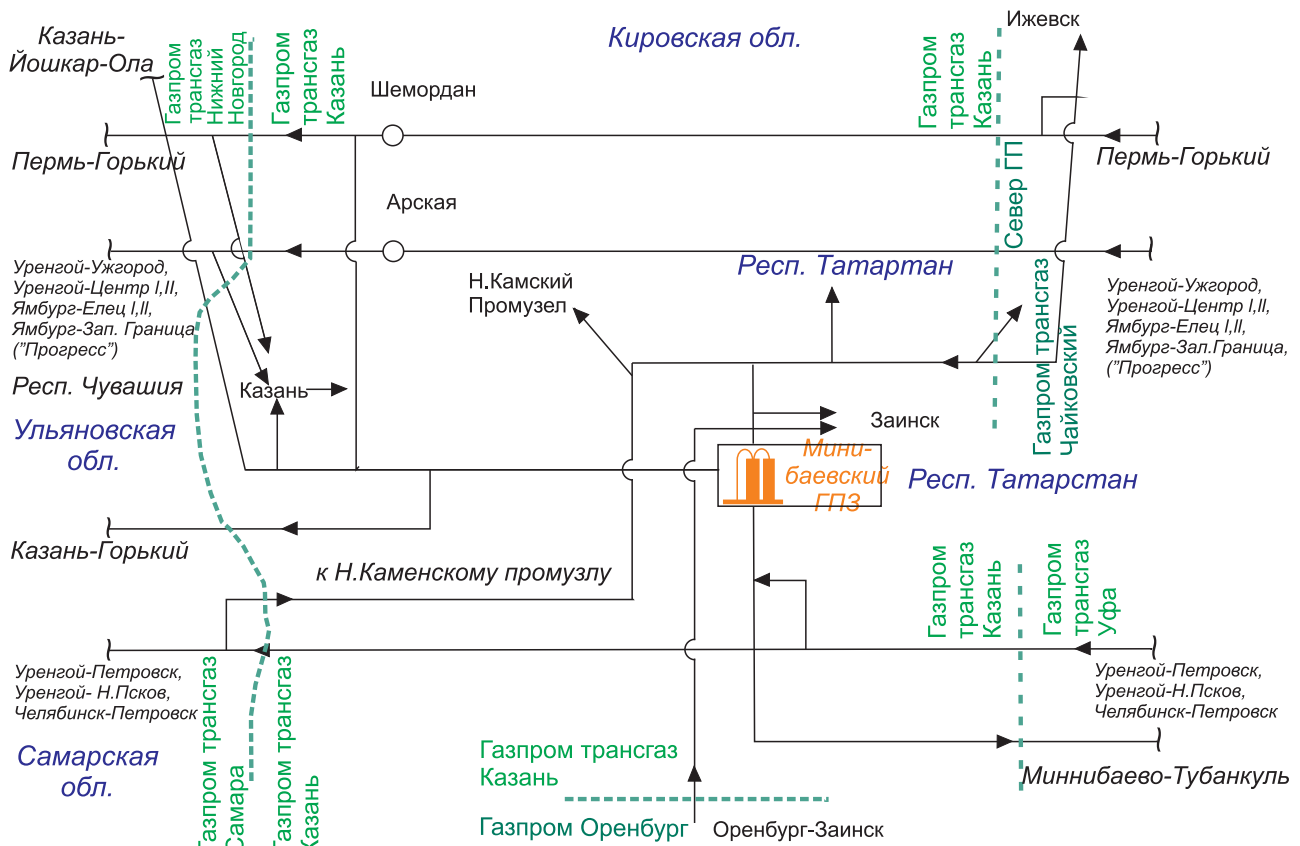 Казань-
Йошкар-Ола
Газпром
трансгаз
Нижний
Новгород
Газпром
трансгаз
Казань
Кировская обл.
Ижевск
Шемордан
Газпром
трансгаз
Казань
Пермь-Горький
Пермь-Горький
Север ГП
Арская
Уренгой-Ужгород,
Уренгой-Центр I,II,
Ямбург-Елец I,II,
Ямбург-Зап. Граница
("Прогресс")
Н.Камский
Промузел
Респ. Татартан
Газпром трансгаз
Чайковский
Уренгой-Ужгород,
Уренгой-Центр I,II,
Ямбург-Елец I,II,
Ямбург-Зал.Граница,
("Прогресс")
Респ. Чувашия
Казань
Ульяновская
обл.
Заинск
Мини-
баевский
ГПЗ
Респ. Татарстан
Казань-Горький
к Н.Каменскому промузлу
Газпром
трансгаз
Казань
Газпром
трансгаз
Уфа
Уренгой-Петровск,
Уренгой- Н.Псков,
Челябинск-Петровск
Уренгой-Петровск,
Уренгой-Н.Псков,
Челябинск-Петровск
Самарская
обл.
Газпром трансгаз
Самара
Газпром трансгаз
Казань
Газпром трансгаз
Казань
Миннибаево-Тубанкуль
Газпром Оренбург
Оренбург-Заинск